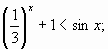 (1/3)^x + 1 < sin x;